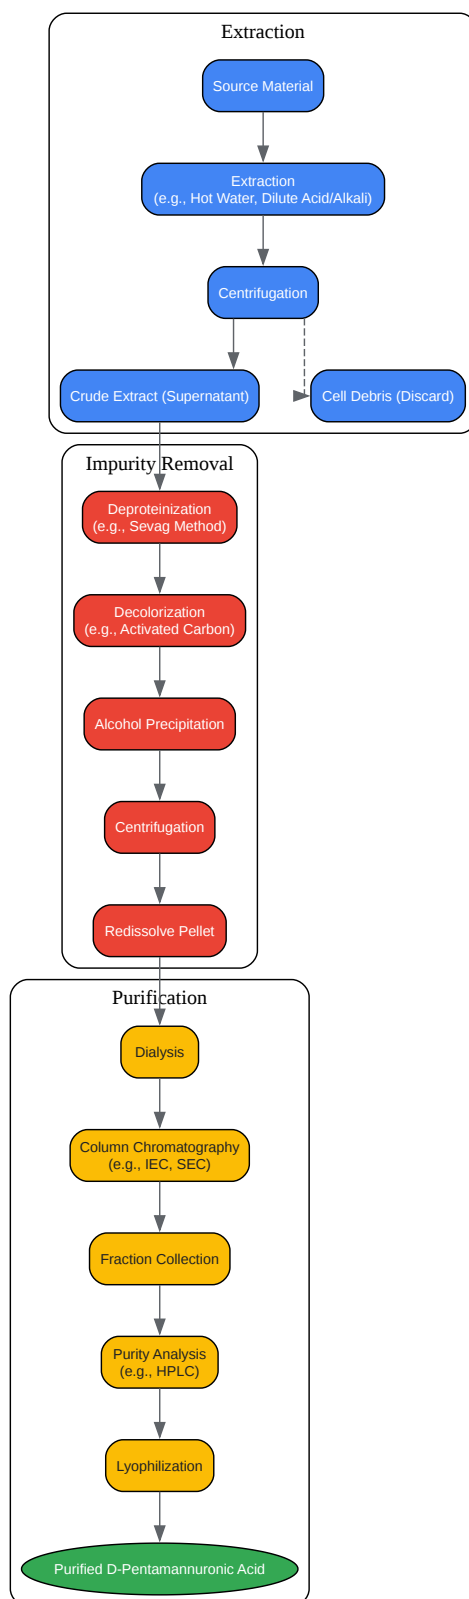 Extraction
Source Material
Extraction
(e.g., Hot Water, Dilute Acid/Alkali)
Centrifugation
Crude Extract (Supernatant)
Cell Debris (Discard)
Impurity Removal
Deproteinization
(e.g., Sevag Method)
Decolorization
(e.g., Activated Carbon)
Alcohol Precipitation
Centrifugation
Redissolve Pellet
Purification
Dialysis
Column Chromatography
(e.g., IEC, SEC)
Fraction Collection
Purity Analysis
(e.g., HPLC)
Lyophilization
Purified D-Pentamannuronic Acid